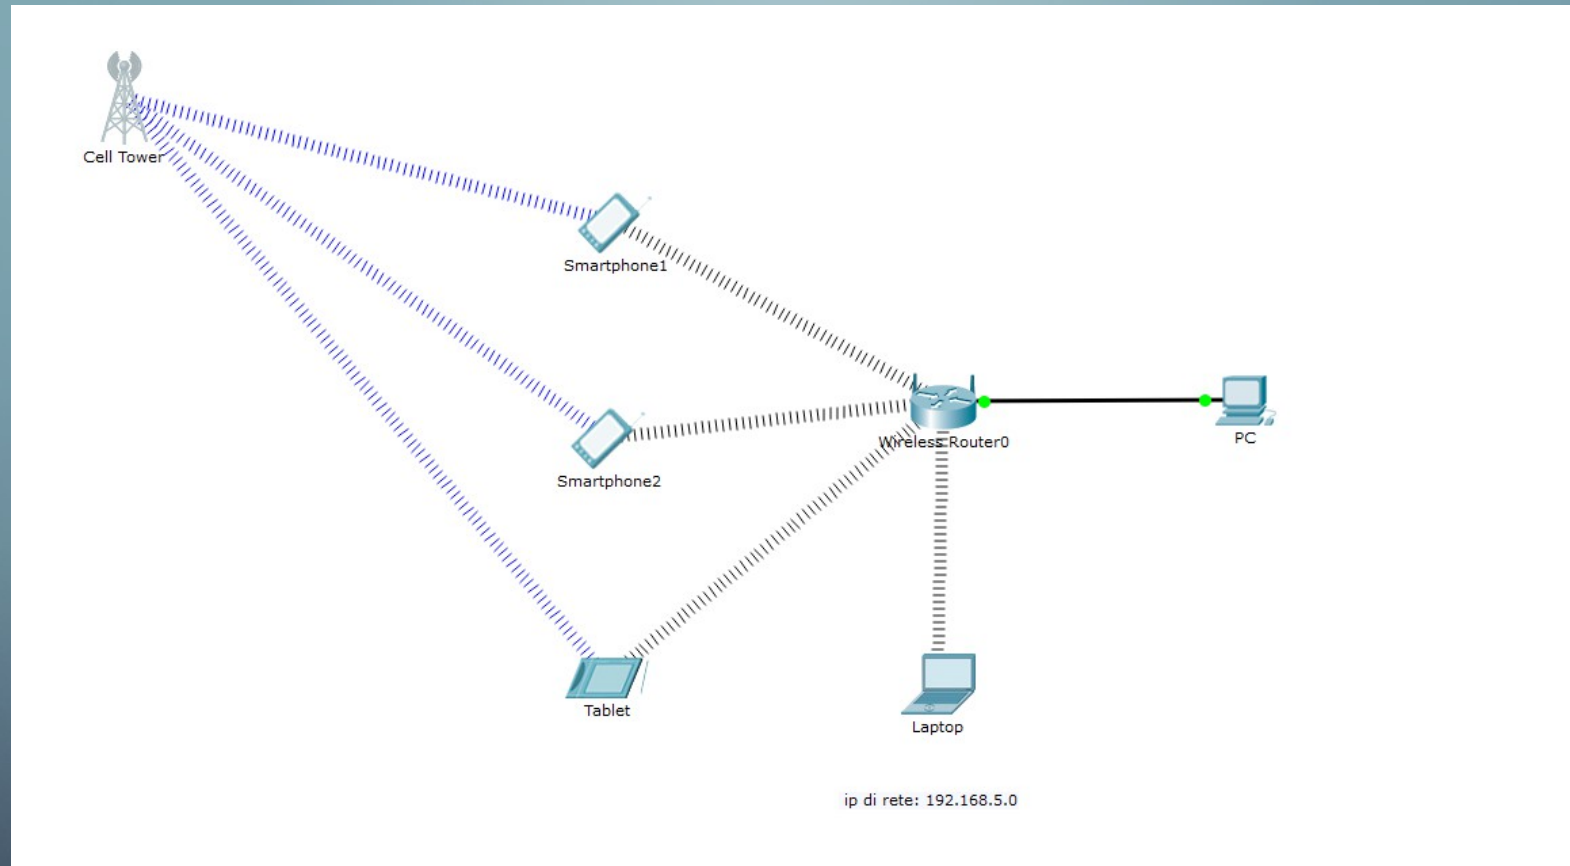 Cell Tower
Smartphone1
Smartphone2
Wireless Router0
PC
Tablet
Laptop
ip di rete: 192.168.5.0